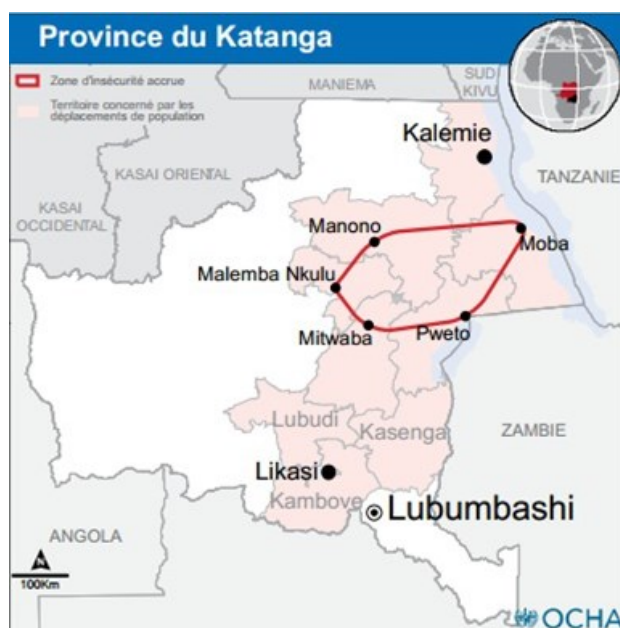 Province du Katanga
Zone d'insécurité accrue
Territoire concerné par les
déplacements de population
MANIEMA
SUD
KIVU
Kalemie
KASAI ORIENTAL
TANZANIE
KASAI
OCCIDENTAL
Manono
Moba
Malemba Nkulu
Mitwaba
Pweto
Lubudi
Kasenga
ZAMBIE
Likasi
Kambove
Lubumbashi
ANGOLA
N
100Km
OCHA